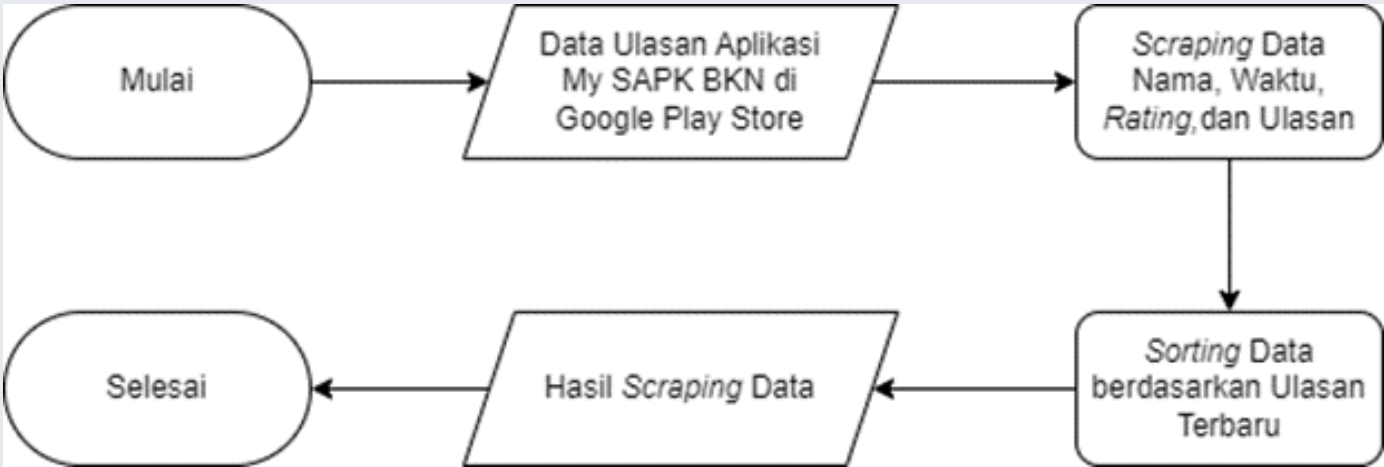 Mulai
Data Ulasan Aplikasi
My SAPK BKN di
Google Play Store
Scraping Data
Nama, Waktu,
Rating,dan Ulasan
Sorting Data
berdasarkan Ulasan
Terbaru
Hasil Scraping Data
Selesai